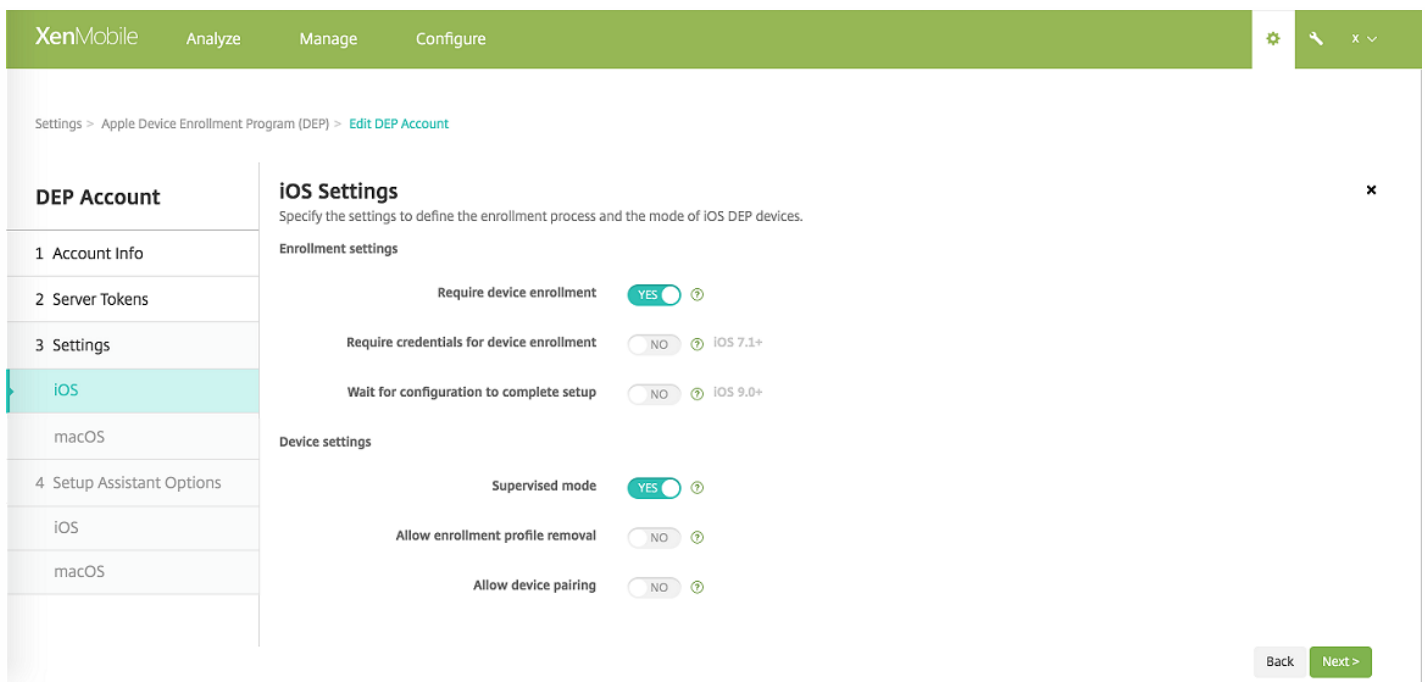 XenMobile Analyze Manage Configure x
Settings > Apple Device Enrollment Program (DEP) > Edit DEP Account
DEP Account
1 Account Info
2 Server Tokens
3 Settings
iOS
macOS
4 Setup Assistant Options
iOS
macOS
iOS Settings
Specify the settings to define the enrollment process and the mode of iOS DEP devices.
Enrollment settings
Require device enrollment YES ?
Require credentials for device enrollment NO ? iOS 7.1+
Wait for configuration to complete setup NO ? iOS 9.0+
Device settings
Supervised mode YES ?
Allow enrollment profile removal NO ?
Allow device pairing NO ?
Back Next >